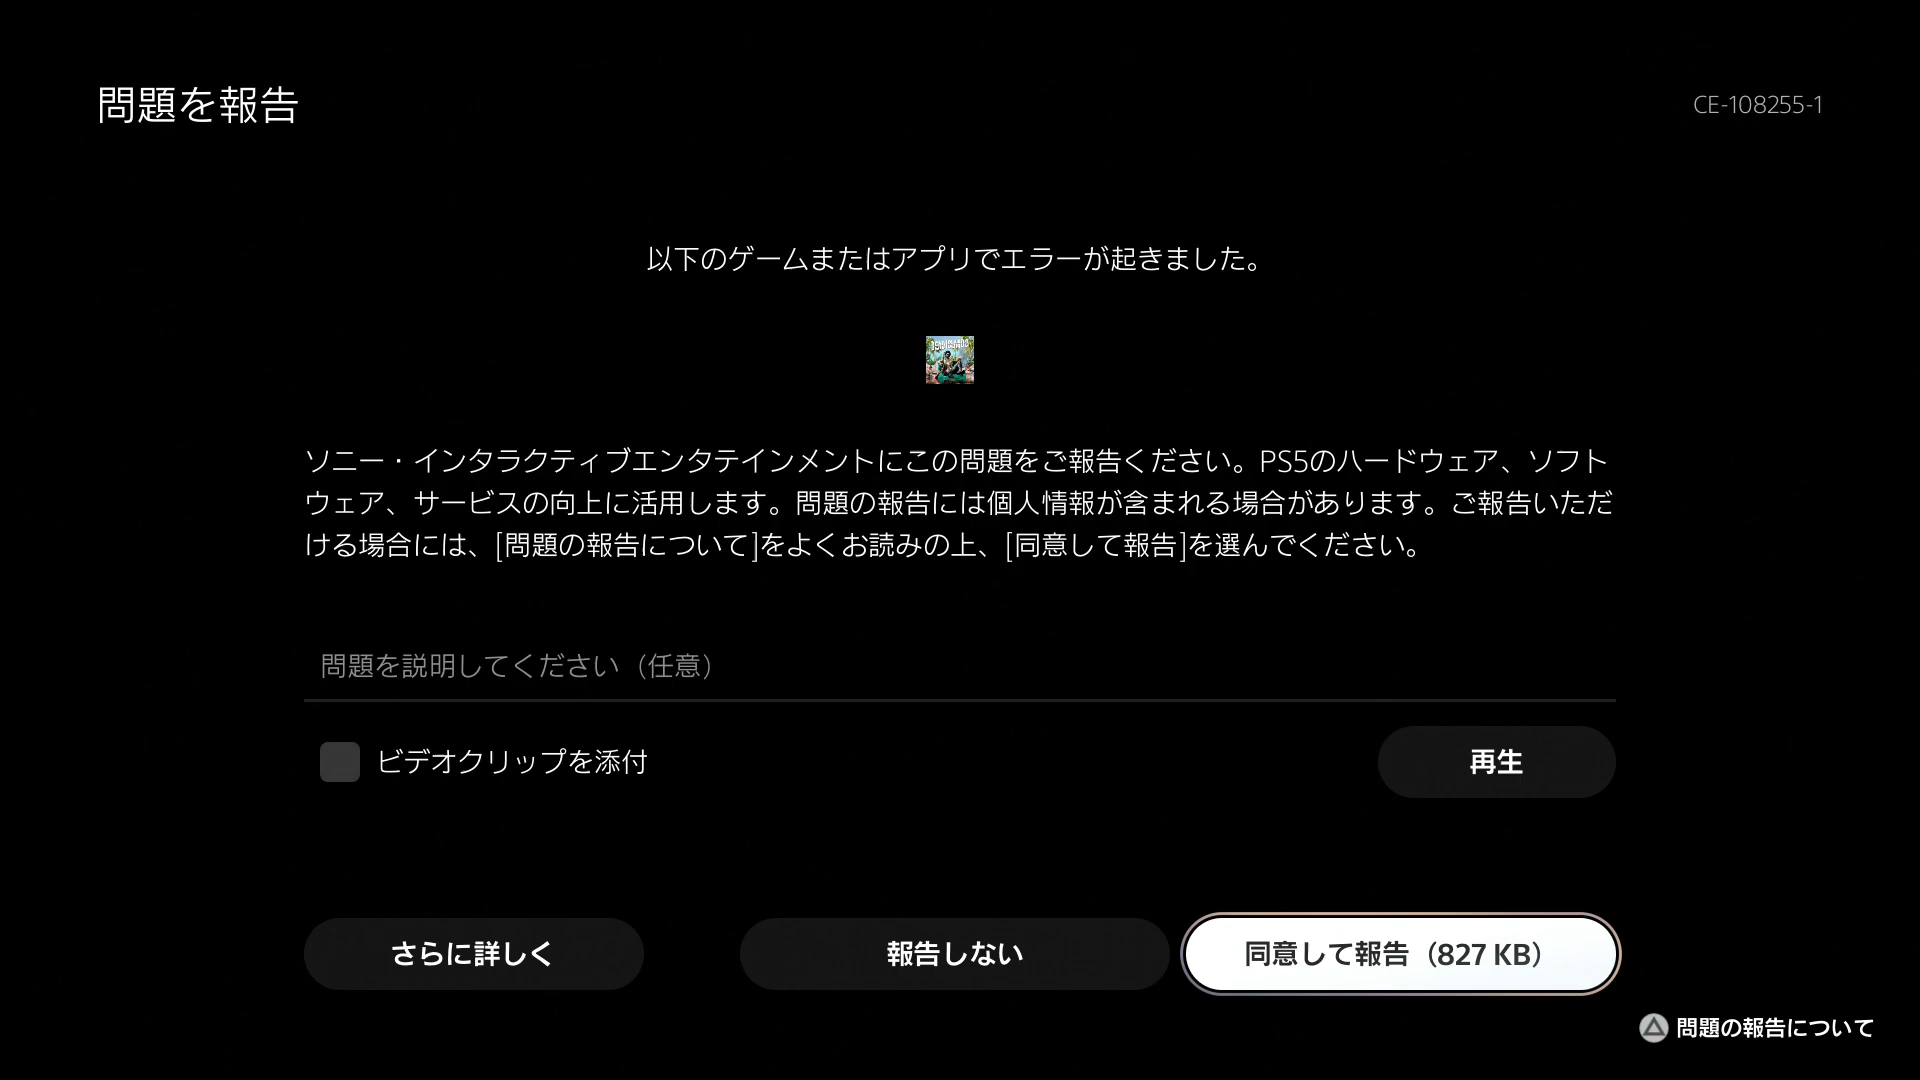 問題を報告
CE-108255-1
以下のゲームまたはアプリでエラーが起きました。
ソニー・インタラクティブエンタテインメントにこの問題をご報告ください。PS5のハードウェア、ソフト
ウェア、サービスの向上に活用します。問題の報告には個人情報が含まれる場合があります。ご報告いただ
ける場合には、[問題の報告について]をよくお読みの上、[同意して報告]を選んでください。
問題を説明してください（任意）
ビデオクリップを添付
再生
さらに詳しく
報告しない
同意して報告（827 KB）
問題の報告について